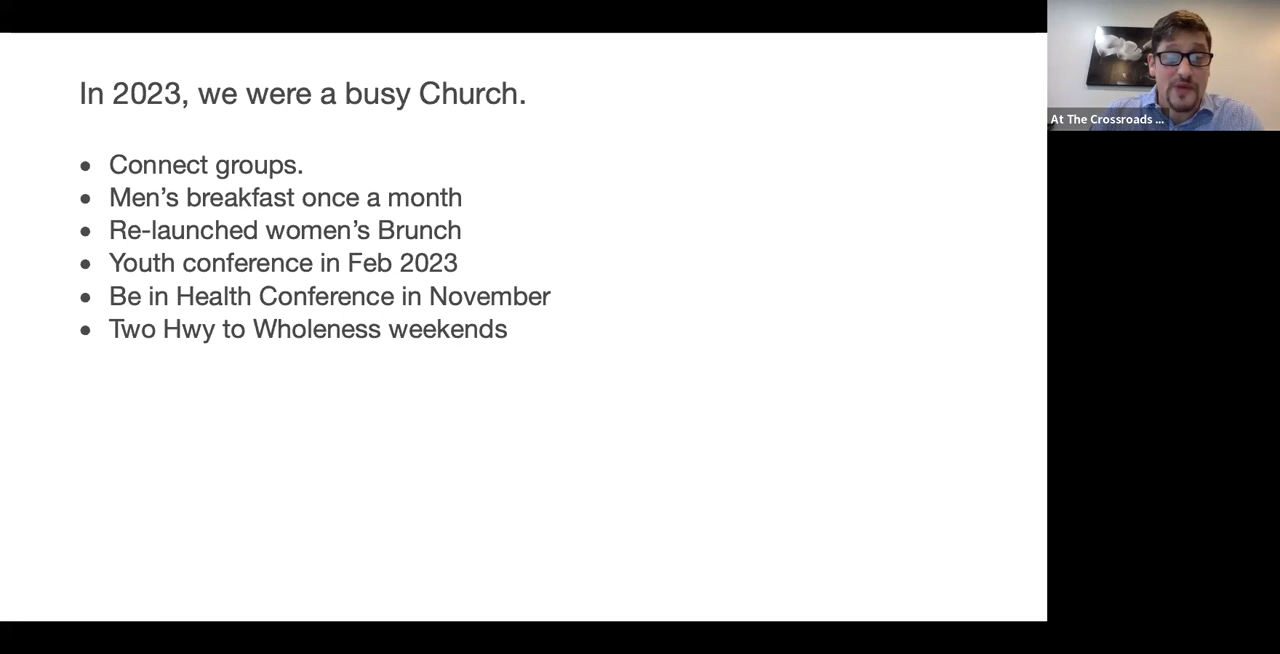 In 2023, we were a busy Church.
• Connect groups.
• Men’s breakfast once a month
• Re-launched women’s Brunch
• Youth conference in Feb 2023
• Be in Health Conference in November
• Two Hwy to Wholeness weekends
At The Crossroads ...